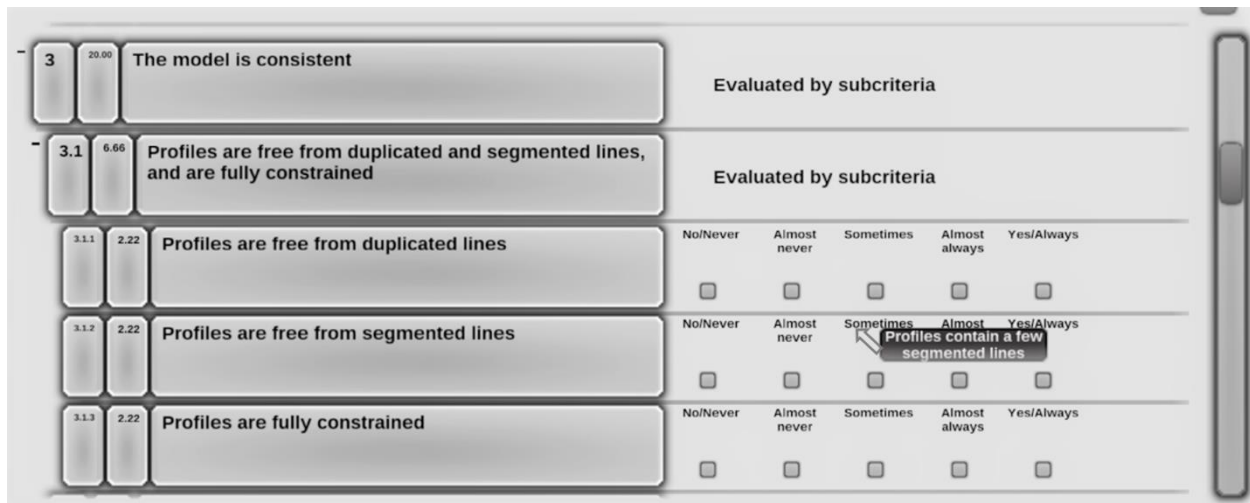 3 20.00 The model is consistent
Evaluated by subcriteria
3.1 6.66 Profiles are free from duplicated and segmented lines,
and are fully constrained
Evaluated by subcriteria
3.1.1 2.22 Profiles are free from duplicated lines
No/Never Almost never Sometimes Almost always Yes/Always
3.1.2 2.22 Profiles are free from segmented lines
No/Never Almost never Sometimes Almost Yes/Always
Profiles contain a few
segmented lines
3.1.3 2.22 Profiles are fully constrained
No/Never Almost never Sometimes Almost always Yes/Always